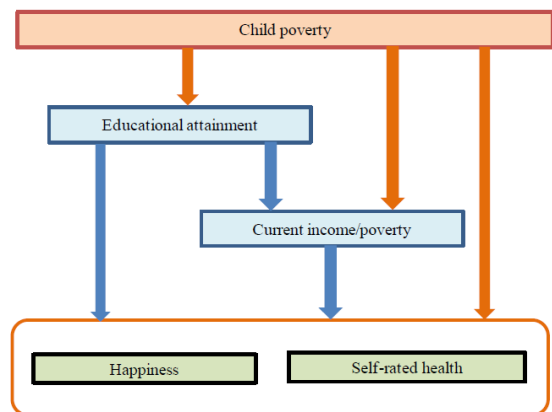 Child poverty
Educational attainment
Current income/poverty
Happiness
Self-rated health